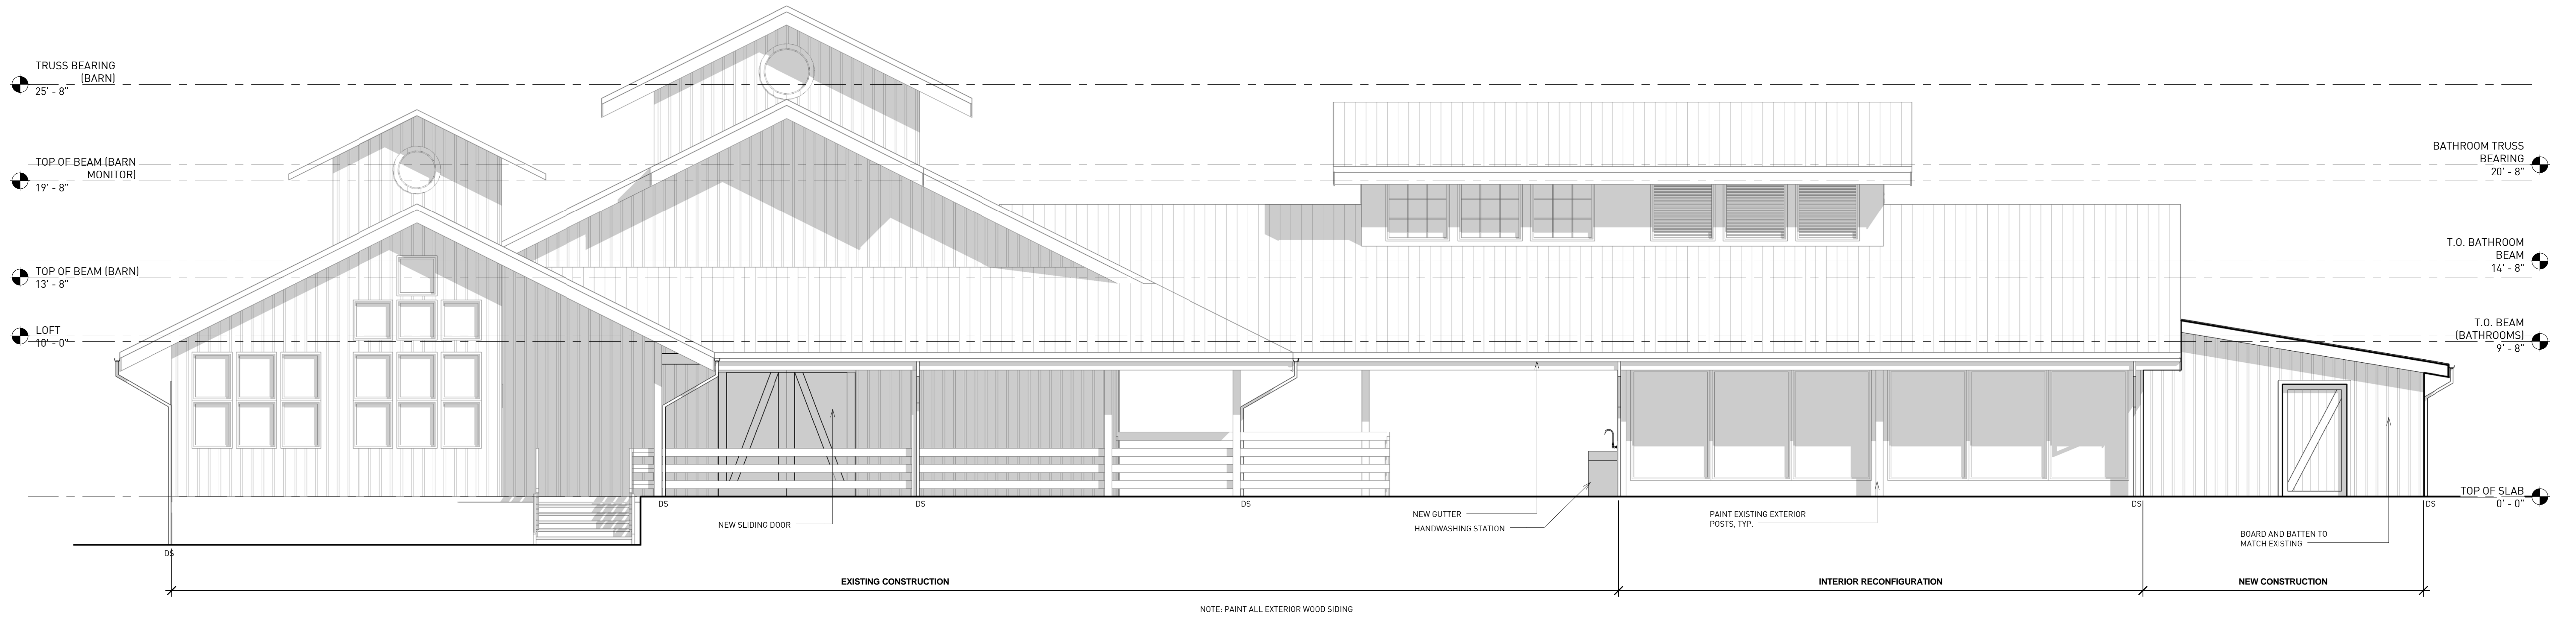 TRUSS BEARING
(BARN)
25' - 8"
TOP OF BEAM (BARN
MONITOR)
19' - 8"
TOP OF BEAM (BARN)
13' - 8"
LOFT
10' - 0"
BATHROOM TRUSS
BEARING
20' - 8"
T.O. BATHROOM
BEAM
14' - 8"
T.O. BEAM
(BATHROOMS)
9' - 8"
TOP OF SLAB
0' - 0"
DS
DS
DS
DS
DS
DS
NEW SLIDING DOOR
NEW GUTTER
HANDWASHING STATION
PAINT EXISTING EXTERIOR
POSTS, TYP.
BOARD AND BATTEN TO
MATCH EXISTING
EXISTING CONSTRUCTION
INTERIOR RECONFIGURATION
NEW CONSTRUCTION
NOTE: PAINT ALL EXTERIOR WOOD SIDING